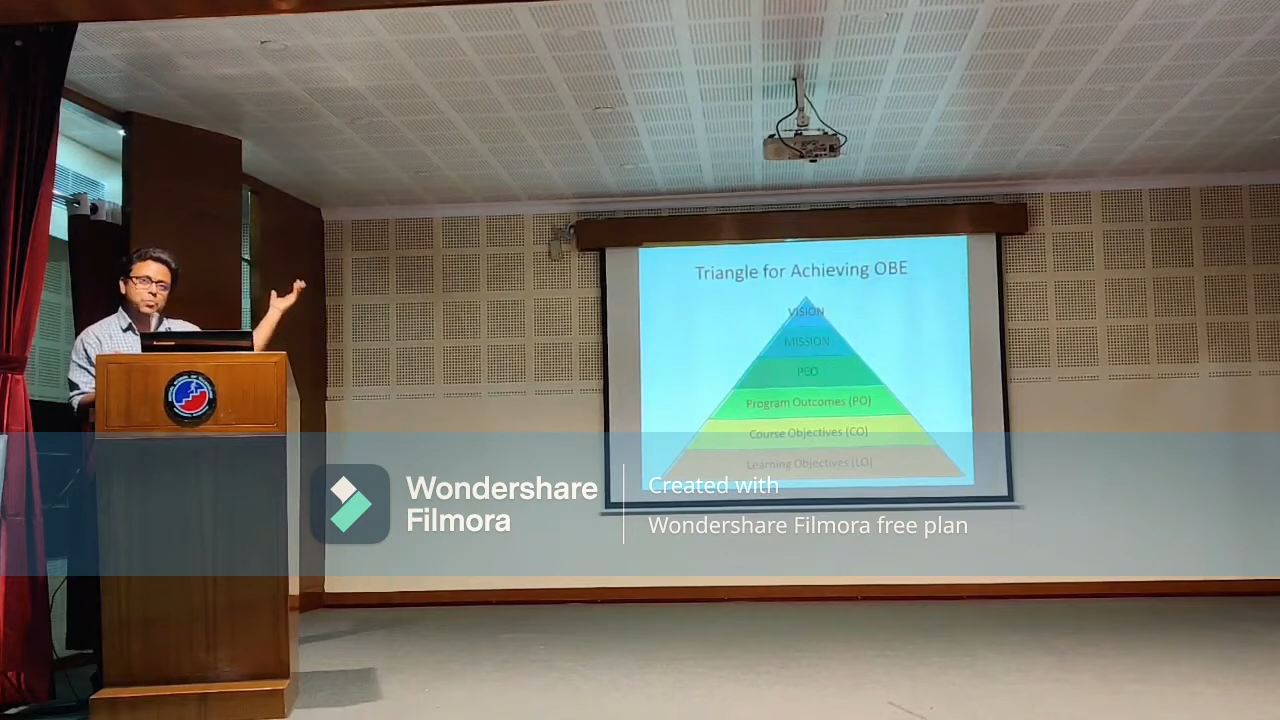 Triangle for Achieving OBE
VISION
MISSION
PEO
Program Outcomes (PO)
Course Objectives (CO)
Learning Objectives (LO)
Wondershare
Filmora
Created with
Wondershare Filmora free plan